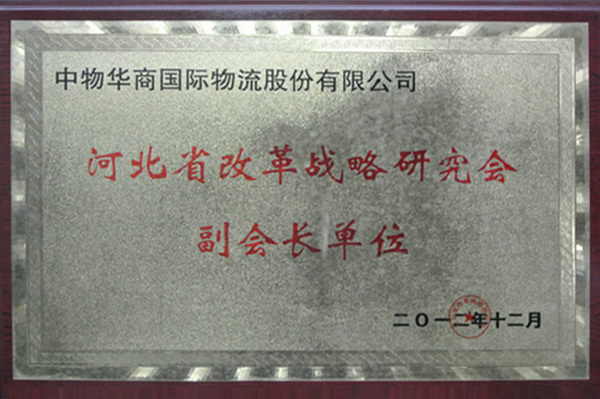 中物华商国际物流股份有限公司
河北省改革战略研究会
副会长单位
二〇一二年十二月